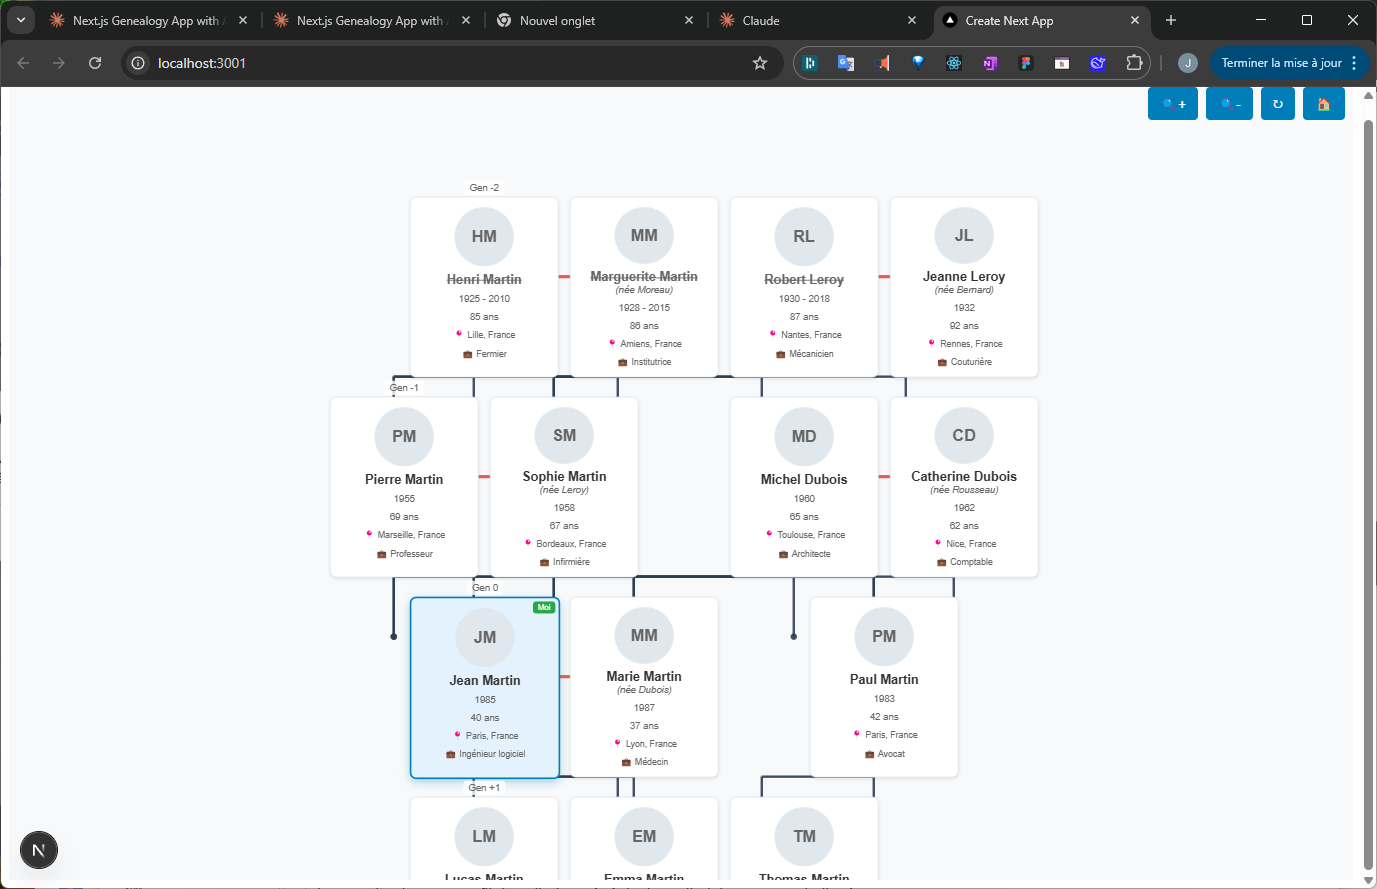 Next.js Genealogy App with
Next.js Genealogy App with
Nouvel onglet
Claude
Create Next App
localhost:3001
J
Terminer la mise à jour
+
-
Gen -2
HM
Henri Martin
1925 - 2010
85 ans
Lille, France
Fermier
MM
Marguerite Martin
(née Moreau)
1928 - 2015
86 ans
Amiens, France
Institutrice
RL
Robert Leroy
1930 - 2018
87 ans
Nantes, France
Mécanicien
JL
Jeanne Leroy
(née Bernard)
1932
92 ans
Rennes, France
Couturière
Gen -1
PM
Pierre Martin
1955
69 ans
Marseille, France
Professeur
SM
Sophie Martin
(née Leroy)
1958
67 ans
Bordeaux, France
Infirmière
MD
Michel Dubois
1960
65 ans
Toulouse, France
Architecte
CD
Catherine Dubois
(née Rousseau)
1962
62 ans
Nice, France
Comptable
Gen 0
Moi
JM
Jean Martin
1985
40 ans
Paris, France
Ingénieur logiciel
MM
Marie Martin
(née Dubois)
1987
37 ans
Lyon, France
Médecin
PM
Paul Martin
1983
42 ans
Paris, France
Avocat
Gen +1
LM
Lucas Martin
EM
Emma Martin
TM
Thomas Martin
N